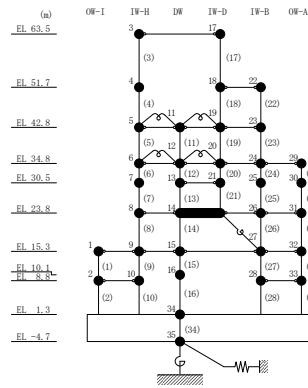 (m) OW-I IW-H DW IW-D IW-B OW-A
EL 63.5 3 17
(3) (17)
EL 51.7 4 18 22
(4) 11 19 (18) (22)
EL 42.8 5 23
(5) 12 (11) 20 (19) (23)
EL 34.8 6 24 29
(6) (12) (20) (24)
EL 30.5 7 13 21 25 30
(7) (13) (21) (25)
EL 23.8 8 14 26 31
(8) (14) 27 (26)
EL 15.3 1 9 15 32
EL 10.1 (1) (9) (15) (27)
EL 8.8 2 10 16 28 33
(2) (10) (16) (28)
EL 1.3 34
(34)
EL -4.7 35